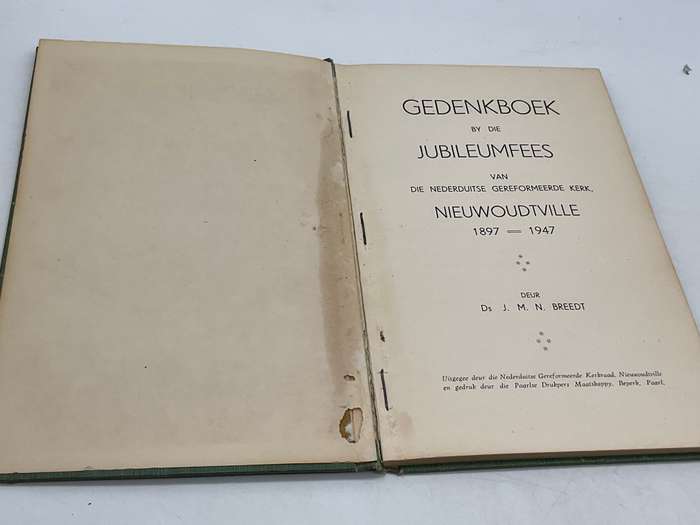 GEDENKBOEK
BY DIE
JUBILEUMFEES
VAN
DIE NEDERDUITSE GEREFORMEERDE KERK,
NIEUWOUDTVILLE
1897 — 1947
DEUR
Ds J. M. N. BREEDT
Uitgegee deur die Nederduitse Gereformeerde Kerkraad, Nieuwoudtville
en gedruk deur die Paarlse Drukpers Maatskappy, Beperk, Paarl.